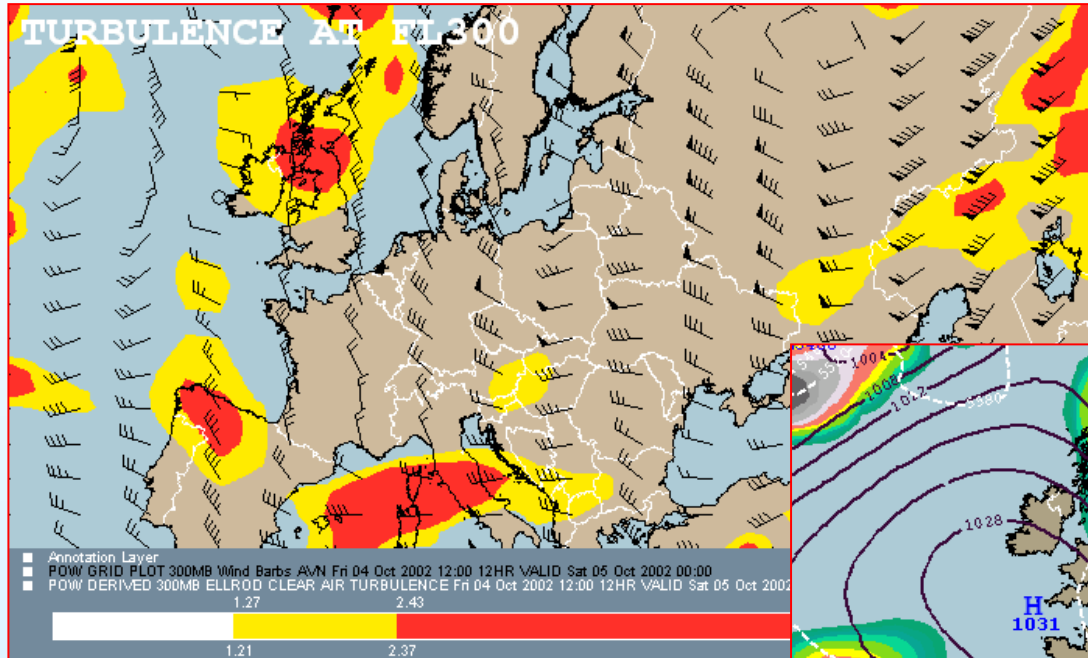 TURBULENCE AT FL300
1004
1008
1012
5580
1028
H
1031
Annotation Layer
POW GRID PLOT 300MB Wind Barbs AVN Fri 04 Oct 2002 12:00 12HR VALID Sat 05 Oct 2002 00:00
POW DERIVED 300MB ELLROD CLEAR AIR TURBULENCE Fri 04 Oct 2002 12:00 12HR VALID Sat 05 Oct 2002
1.27 2.43
1.21 2.37